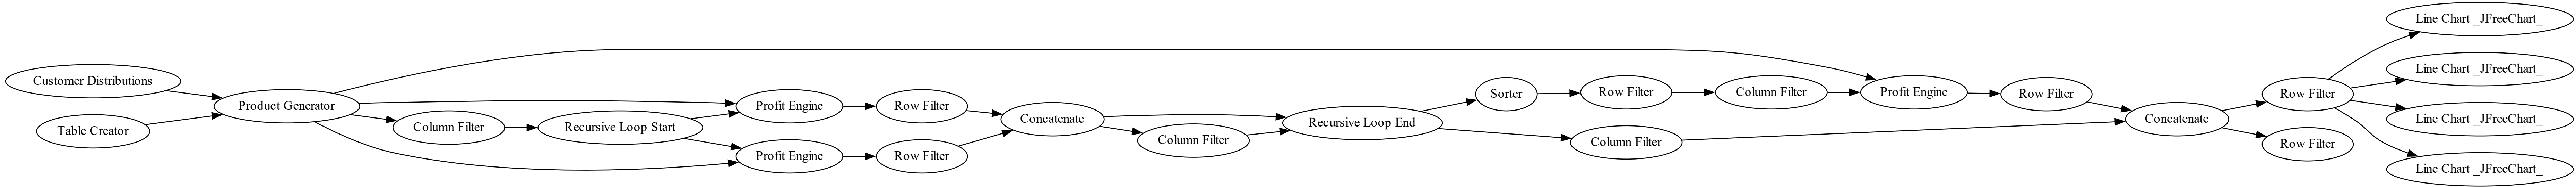 Customer Distributions
Table Creator
Product Generator
Column Filter
Recursive Loop Start
Profit Engine
Profit Engine
Row Filter
Row Filter
Concatenate
Column Filter
Recursive Loop End
Sorter
Row Filter
Column Filter
Column Filter
Profit Engine
Row Filter
Concatenate
Row Filter
Row Filter
Line Chart _JFreeChart_
Line Chart _JFreeChart_
Line Chart _JFreeChart_
Line Chart _JFreeChart_